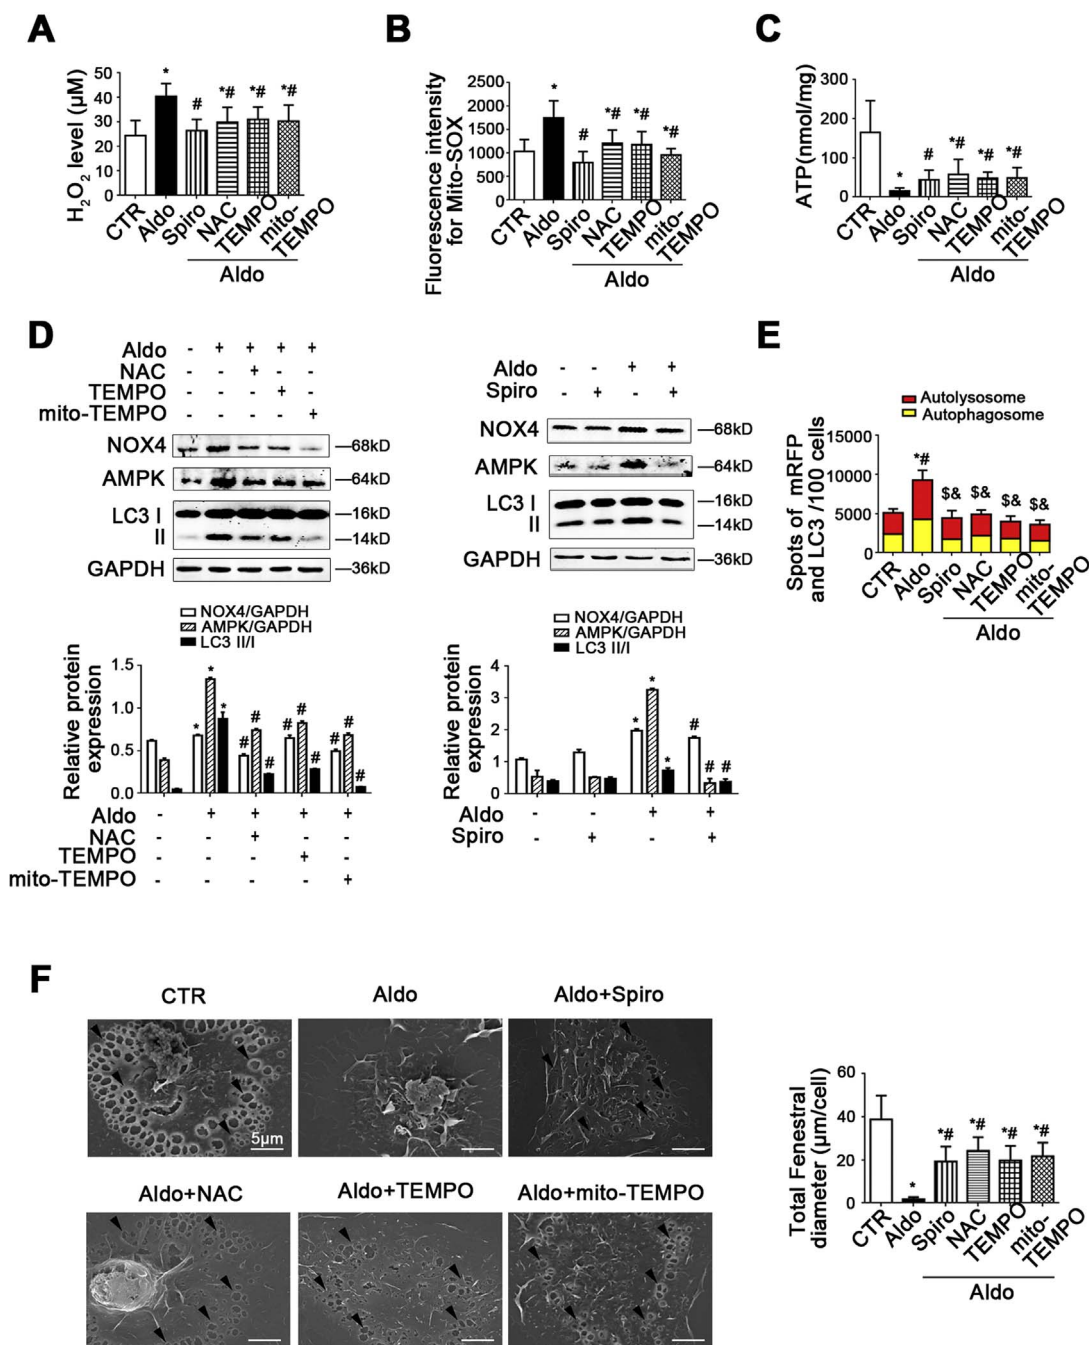 A
H2O2 level (μM)
50
40
30
20
10
0
*
#
*#
*#
*#
CTR
Aldo
Spiro
NAC
TEMPO
mito-
TEMPO
Aldo
B
Fluorescence intensity
for Mito-SOX
2500
2000
1500
1000
500
0
*
#
*#
*#
*#
CTR
Aldo
Spiro
NAC
TEMPO
mito-
TEMPO
Aldo
C
ATP(nmol/mg)
300
200
100
0
*
#
*#
*#
*#
CTR
Aldo
Spiro
NAC
TEMPO
mito-
TEMPO
Aldo
D
Aldo - + + + +
NAC - - + - -
TEMPO - - - + -
mito-TEMPO - - - - +
NOX4 —68kD
AMPK —64kD
LC3 I —16kD
II —14kD
GAPDH —36kD
NOX4/GAPDH
AMPK/GAPDH
LC3 II/I
Relative protein
expression
1.5
1.0
0.5
0.0
* * *
# # #
# # #
# # #
Aldo - + + + +
NAC - - + - -
TEMPO - - - + -
mito-TEMPO - - - - +
Aldo - - + +
Spiro - + - +
NOX4 —68kD
AMPK —64kD
LC3 I —16kD
II —14kD
GAPDH —36kD
NOX4/GAPDH
AMPK/GAPDH
LC3 II/I
Relative protein
expression
4
3
2
1
0
* * *
# # #
Aldo - - + +
Spiro - + - +
E
Autolysosome
Autophagosome
Spots of mRFP
and LC3 /100 cells
15000
10000
5000
0
*#
$&
$&
$&
$&
CTR
Aldo
Spiro
NAC
TEMPO
mito-
TEMPO
Aldo
F
CTR
Aldo
Aldo+Spiro
5μm
Aldo+NAC
Aldo+TEMPO
Aldo+mito-TEMPO
Total Fenestral
diameter (μm/cell)
60
40
20
0
*
*#
*#
*#
*#
CTR
Aldo
Spiro
NAC
TEMPO
mito-
TEMPO
Aldo